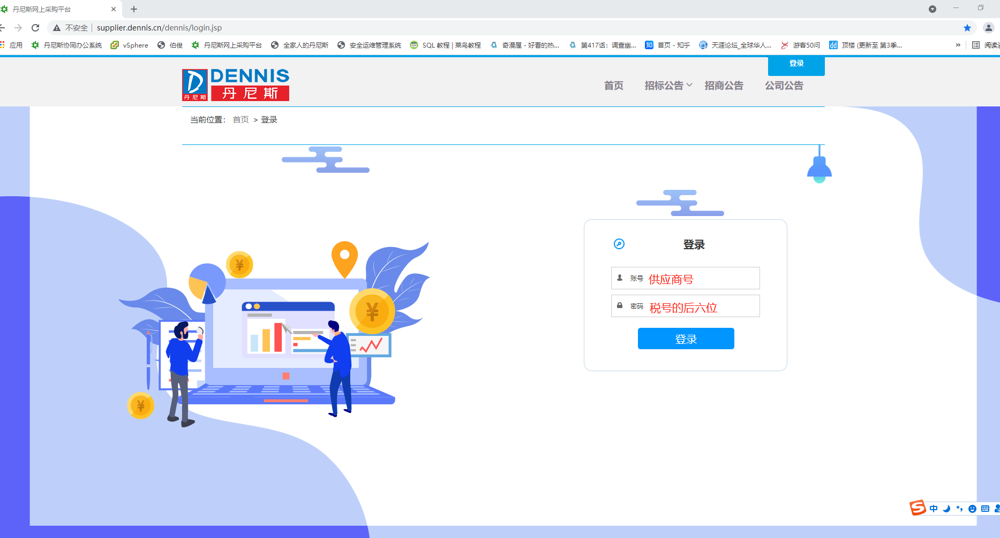 丹尼斯网上采购平台
不安全 | supplier.dennis.cn/dennis/login.jsp
应用 丹尼斯协同办公系统 vSphere 伯俊 丹尼斯网上采购平台 全家人的丹尼斯 安全运维管理系统 SQL 教程 | 菜鸟教程 奇漫屋 - 好看的热... 第417话：调查幽... 知 首页 - 知乎 天涯论坛_全球华人... 游客50问 dd 顶楼 (更新至 第3季... » 阅读
登录
DENNIS
丹尼斯
丹尼斯
首页 招标公告 招商公告 公司公告
当前位置： 首页 > 登录
登录
账号 供应商号
密码 税号的后六位
登录
¥
¥
¥
S 中